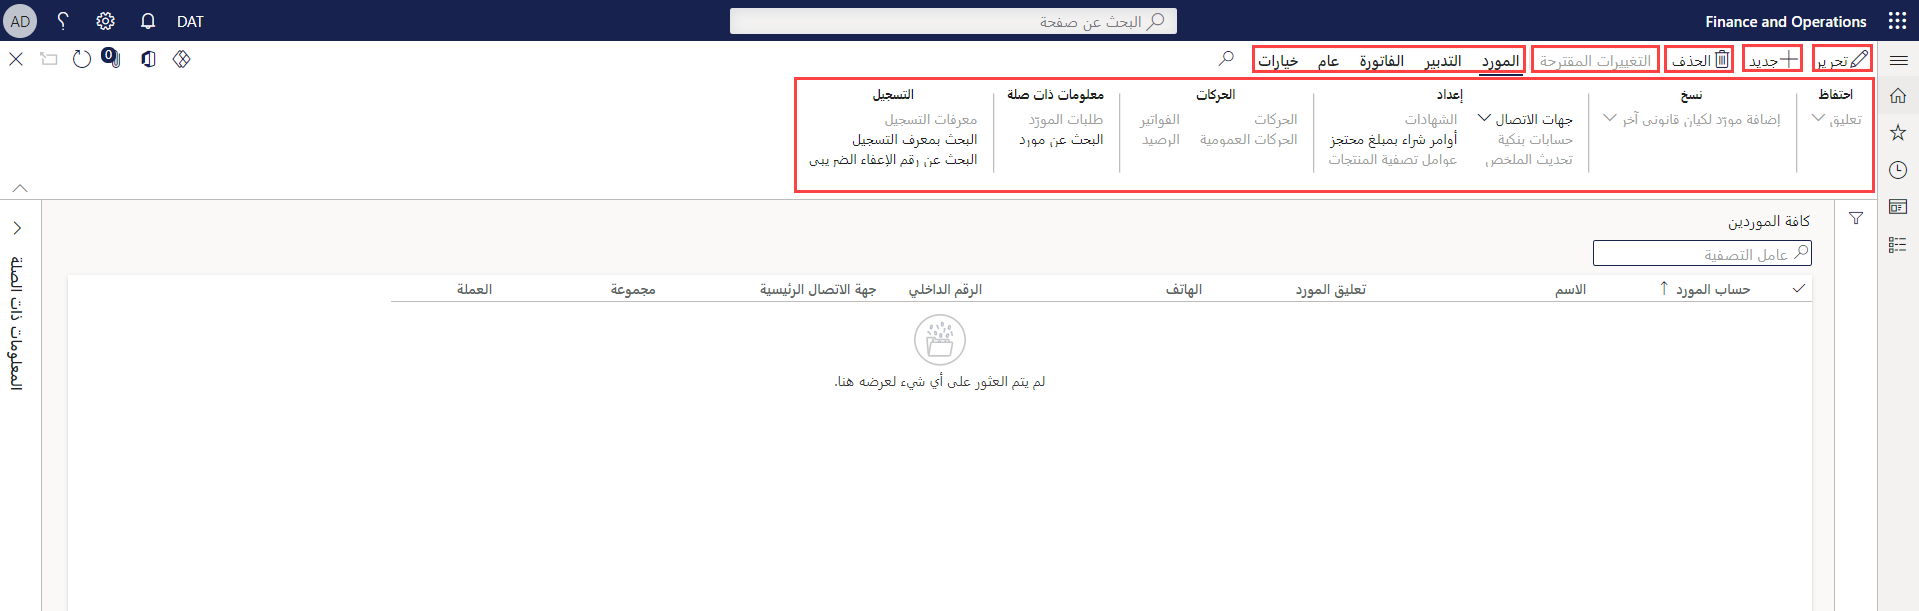 Finance and Operations
البحث عن صفحة
DAT
AD
تحرير
جديد
الحذف
التغييرات المقترحة
المورد
التدبير
الفاتورة
عام
خيارات
0
احتفاظ
تعليق
نسخ
إضافة مورّد لكيان قانوني آخر
إعداد
جهات الاتصال
حسابات بنكية
تحديث الملخص
الشهادات
أوامر شراء بمبلغ محتجز
عوامل تصفية المنتجات
الحركات
الحركات
الحركات العمومية
الفواتير
الرصيد
معلومات ذات صلة
طلبات المورّد
البحث عن مورد
التسجيل
معرفات التسجيل
البحث بمعرف التسجيل
البحث عن رقم الإعفاء الضريبي
كافة الموردين
عامل التصفية
حساب المورد
الاسم
تعليق المورد
الهاتف
الرقم الداخلي
جهة الاتصال الرئيسية
مجموعة
العملة
لم يتم العثور على أي شيء لعرضه هنا.
المعلومات ذات الصلة